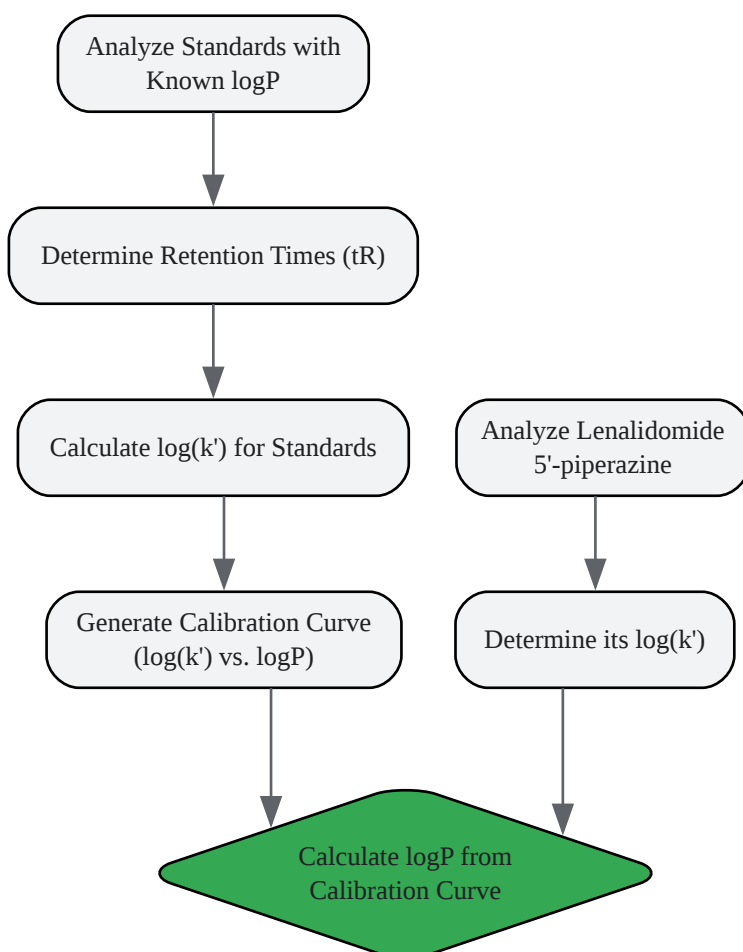 Analyze Standards with
Known logP
Determine Retention Times (tR)
Calculate log(k') for Standards
Analyze Lenalidomide
5'-piperazine
Generate Calibration Curve
(log(k') vs. logP)
Determine its log(k')
Calculate logP from
Calibration Curve